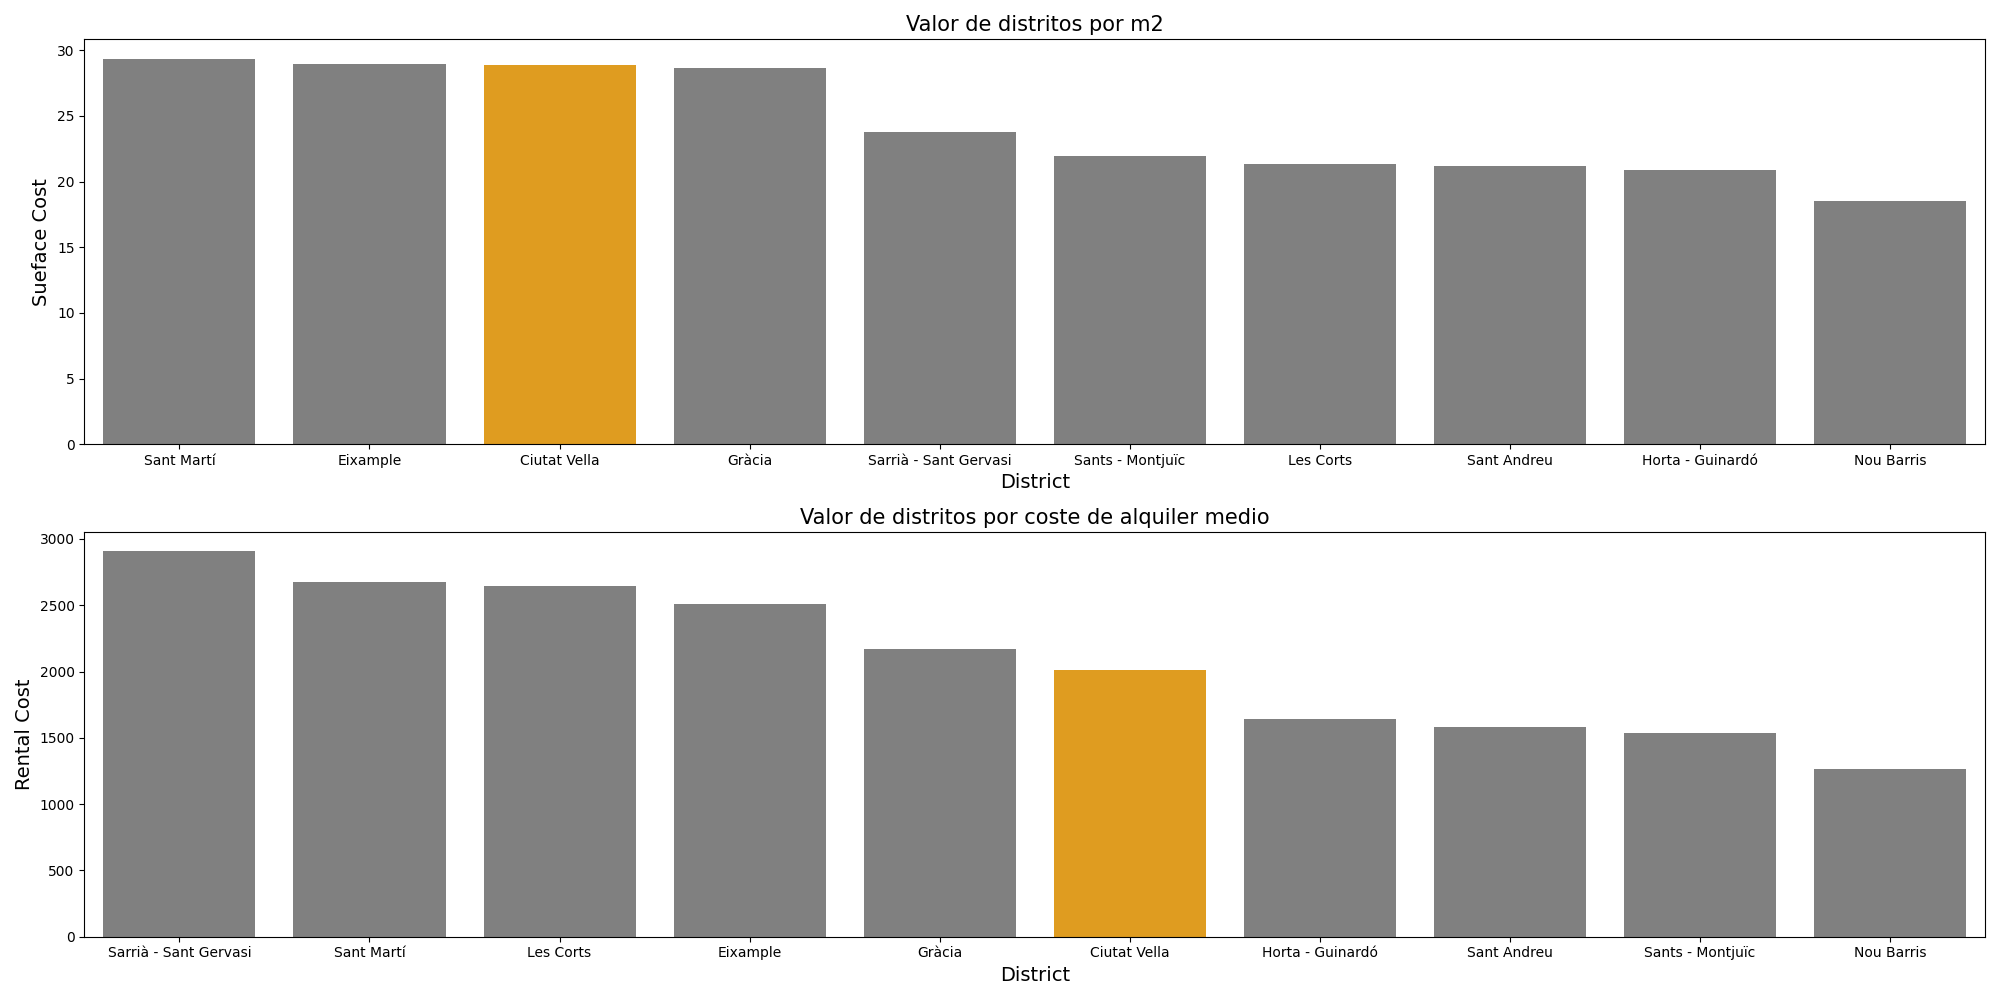 Valor de distritos por m2
30
25
20
15
10
5
0
Sueface Cost
Sant Martí Eixample Ciutat Vella Gràcia Sarrià - Sant Gervasi Sants - Montjuïc Les Corts Sant Andreu Horta - Guinardó Nou Barris
District
Valor de distritos por coste de alquiler medio
3000
2500
2000
1500
1000
500
0
Rental Cost
Sarrià - Sant Gervasi Sant Martí Les Corts Eixample Gràcia Ciutat Vella Horta - Guinardó Sant Andreu Sants - Montjuïc Nou Barris
District